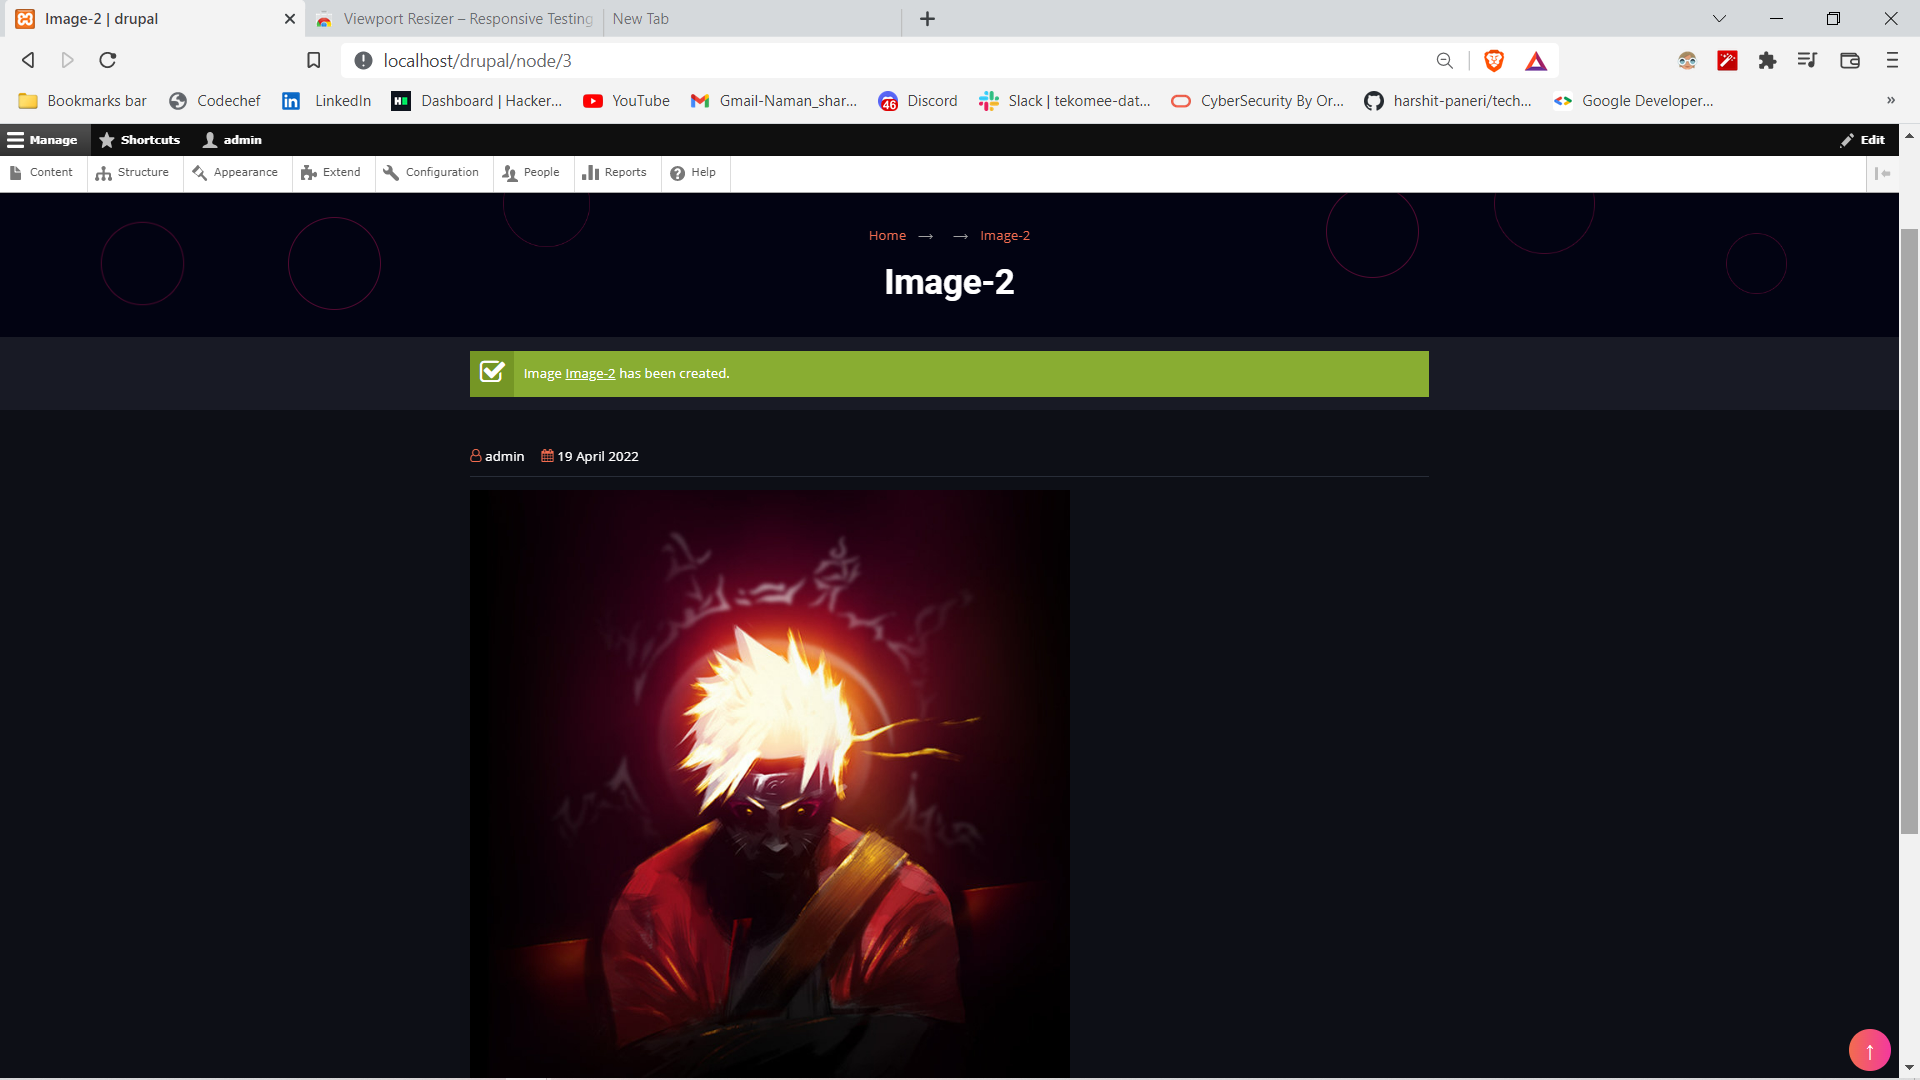 Image-2 | drupal
Viewport Resizer – Responsive Testing
New Tab
localhost/drupal/node/3
Bookmarks bar
Codechef
LinkedIn
Dashboard | Hacker...
YouTube
Gmail-Naman_shar...
46
Discord
Slack | tekomee-dat...
CyberSecurity By Or...
harshit-paneri/tech...
Google Developer...
»
Manage
Shortcuts
admin
Edit
Content
Structure
Appearance
Extend
Configuration
People
Reports
Help
Home → → Image-2
Image-2
Image Image-2 has been created.
admin 19 April 2022